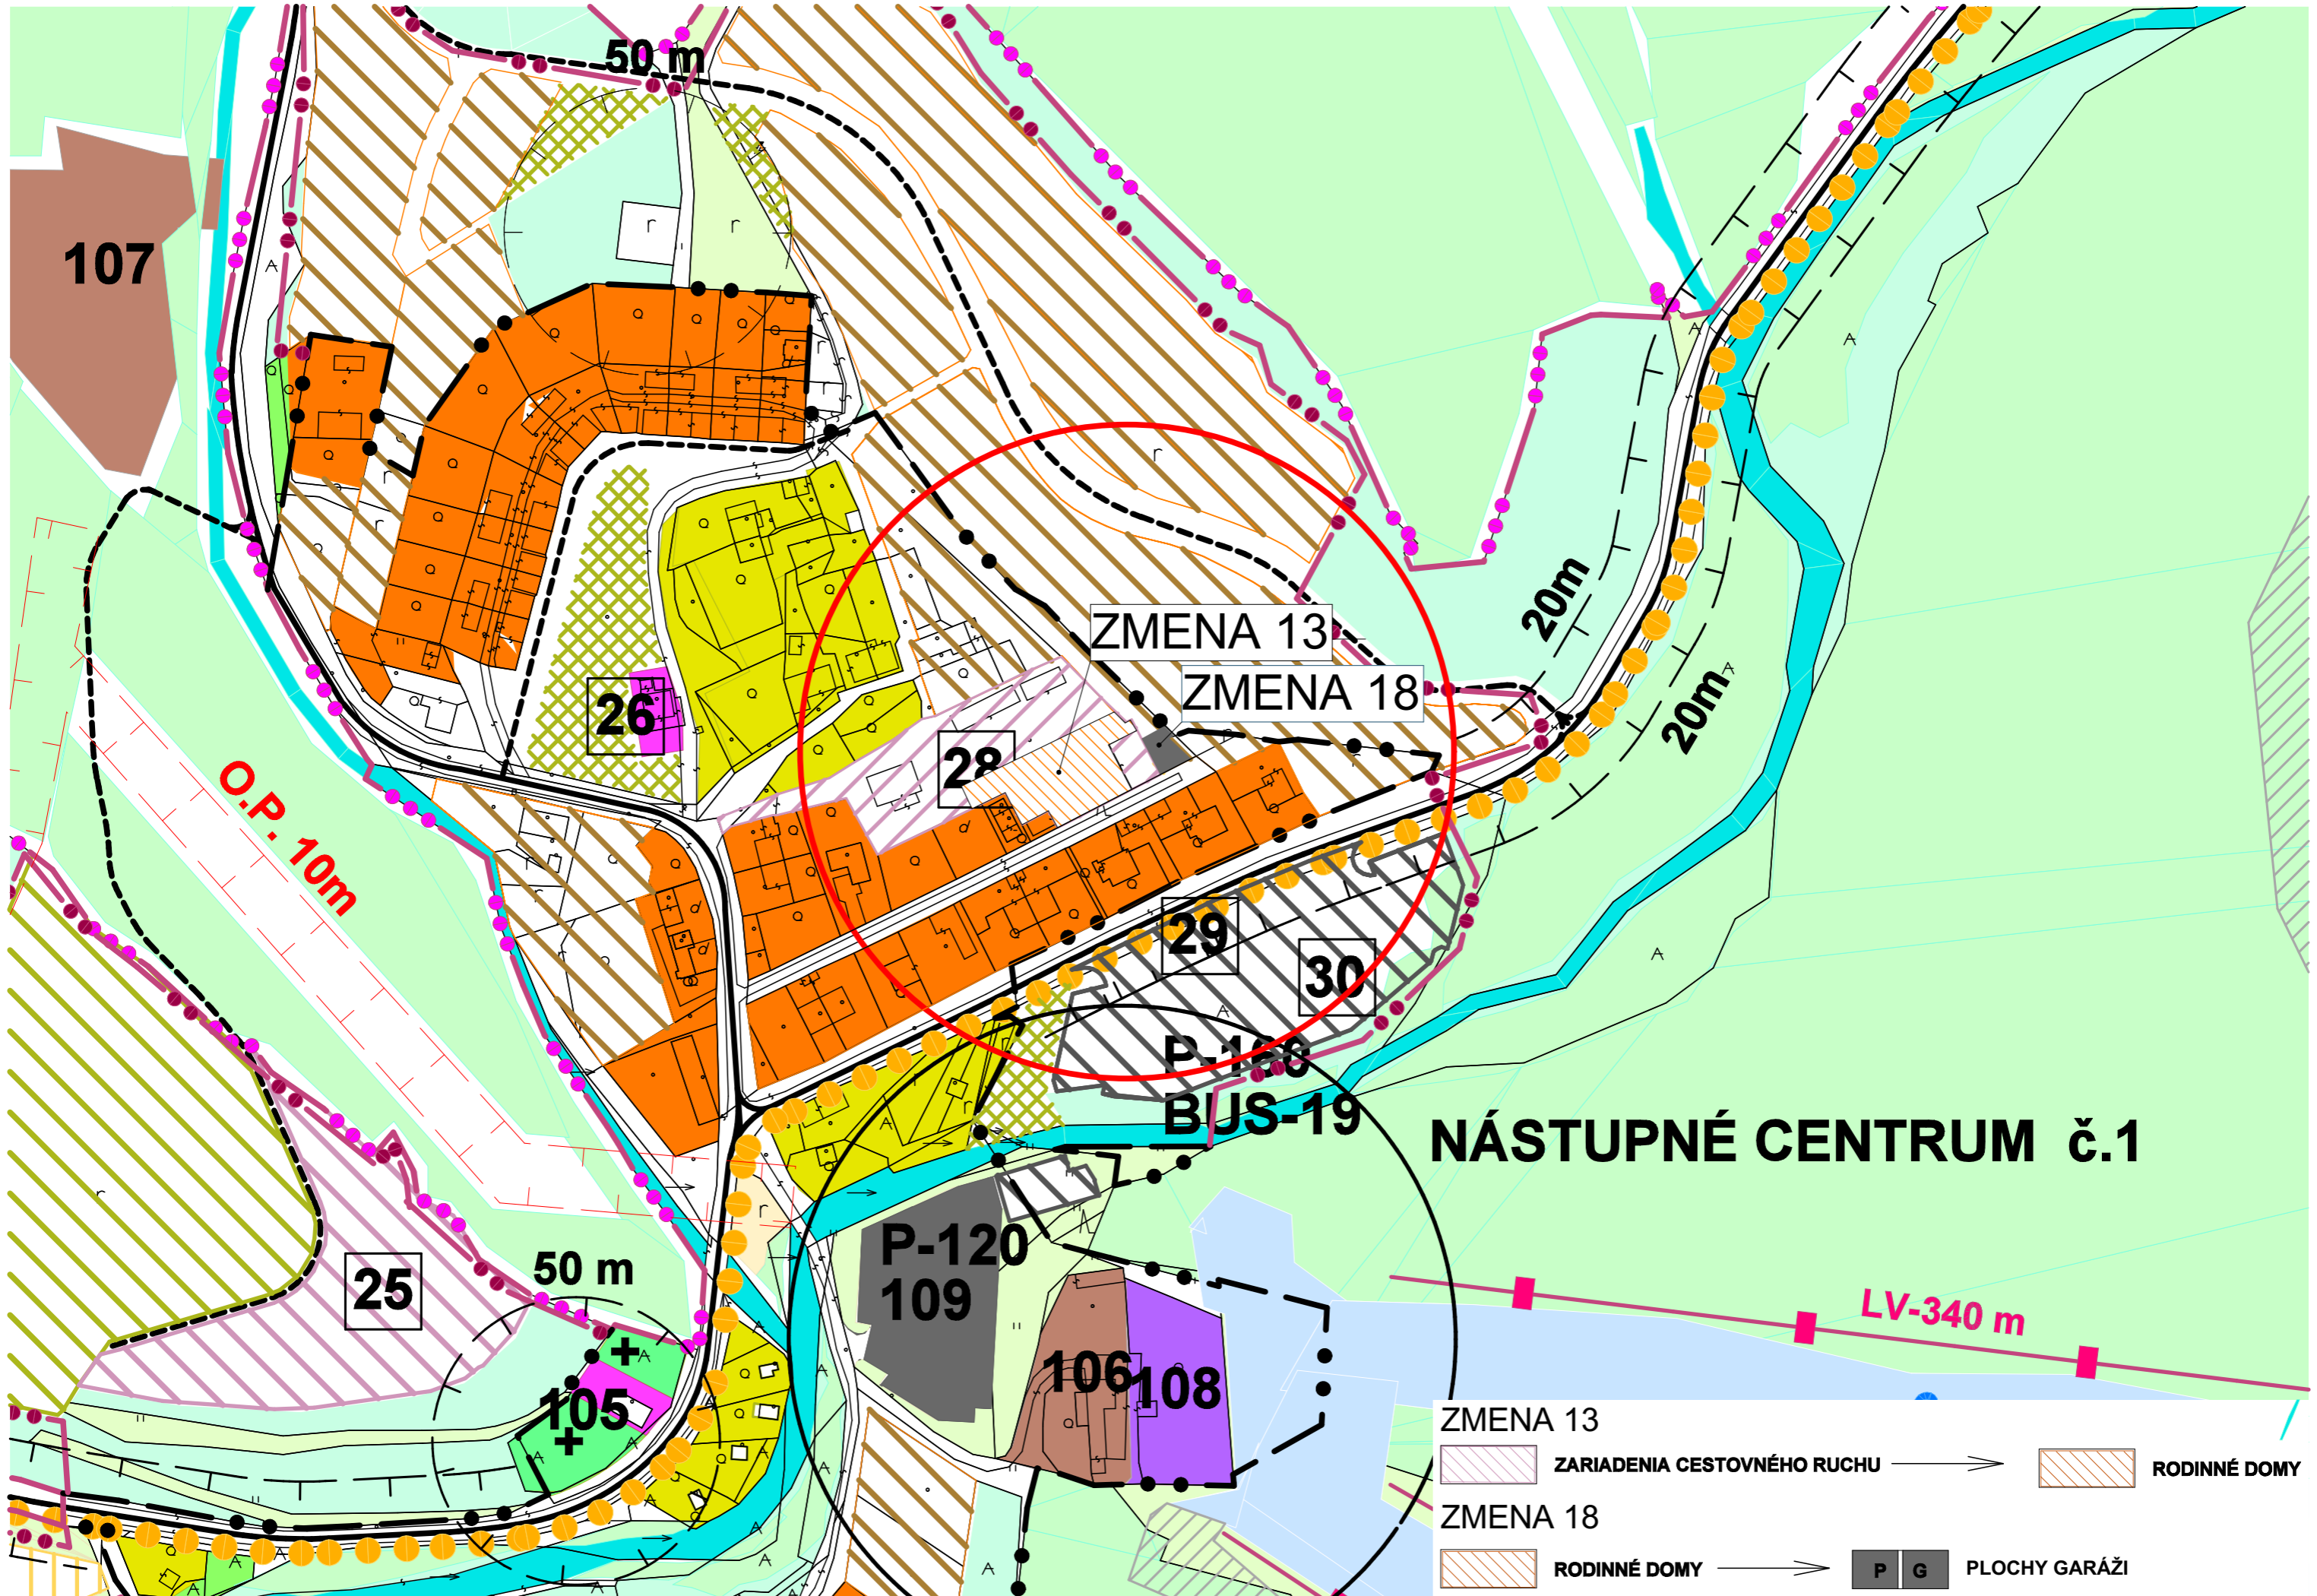 50 m
107
ZMENA 13
ZMENA 18
20m
20m
26
28
O.P. 10m
29
30
P-160
BUS-19
NÁSTUPNÉ CENTRUM č.1
P-120
109
50 m
25
LV-340 m
106
108
105
ZMENA 13
ZARIADENIA CESTOVNÉHO RUCHU
RODINNÉ DOMY
ZMENA 18
RODINNÉ DOMY
P G
PLOCHY GARÁŽI